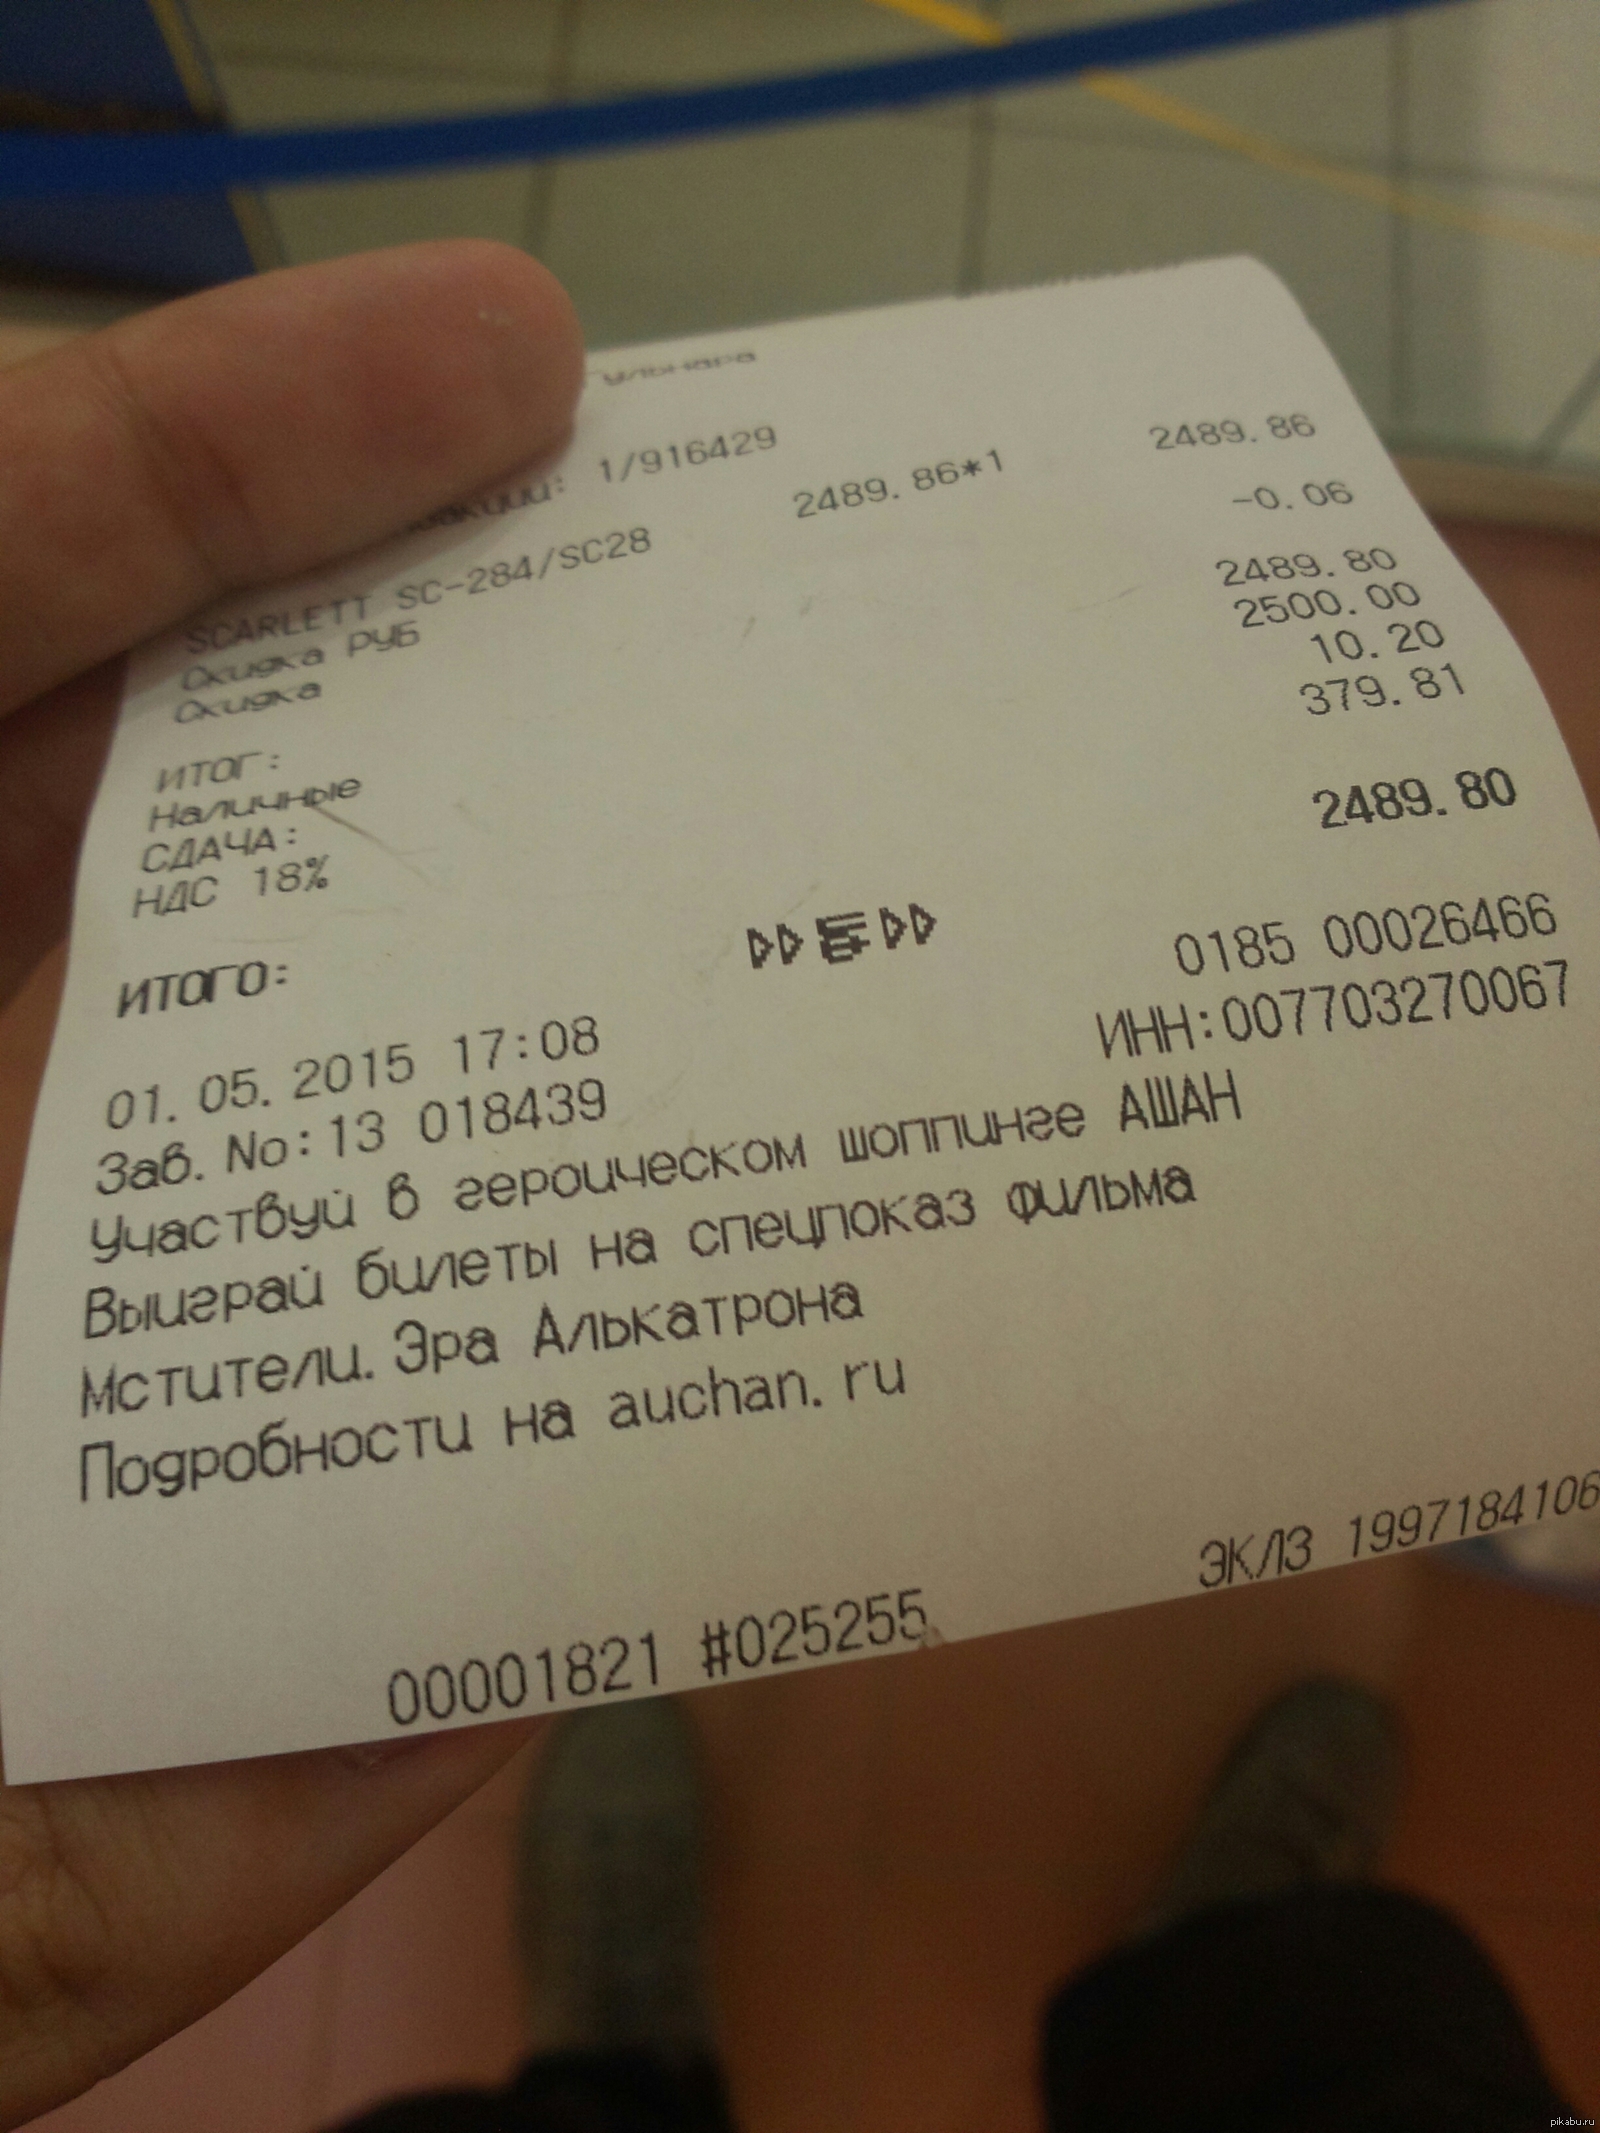 1/916429
SCARLETT SC-284/SC28 2489.86*1 2489.86
Скидка РУБ -0.06
Скидка
ИТОГ: 2489.80
Наличные 2500.00
СДАЧА: 10.20
НДС 18% 379.81
ИТОГО: 2489.80
01.05.2015 17:08 0185 00026466
Зав. No:13 018439 ИНН:007703270067
Участвуй в героическом шоппинге АШАН
Выиграй билеты на спецпоказ фильма
Мстители. Эра Алькатрона
Подробности на auchan.ru
ЭКЛЗ 1997184106
00001821 #025255
pikabu.ru